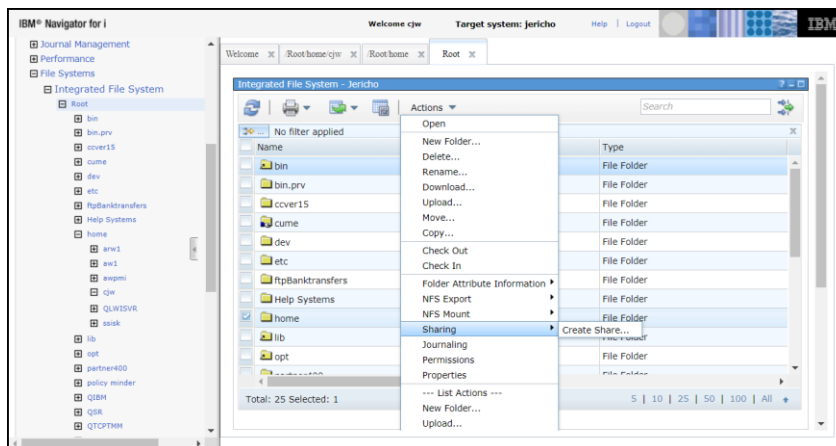 IBM® Navigator for i
Welcome cjw
Target system: jericho
Help | Logout
IBM
Journal Management
Performance
File Systems
Integrated File System
Root
bin
bin.prv
ccver15
cume
dev
etc
ftpBanktransfers
Help Systems
home
arw1
aw1
awpmi
cjw
QLWISVR
ssisk
lib
opt
partner400
policy minder
QIBM
QSR
QTCPTMM
Welcome
/Root/home/cjw
/Root/home
Root
Integrated File System - Jericho
Actions
Search
No filter applied
Name
Type
bin File Folder
bin.prv File Folder
ccver15 File Folder
cume File Folder
dev File Folder
etc File Folder
ftpBanktransfers File Folder
Help Systems File Folder
home File Folder
lib File Folder
opt File Folder
partner400 File Folder
Total: 25 Selected: 1
5 | 10 | 25 | 50 | 100 | All
Open
New Folder...
Delete...
Rename...
Download...
Upload...
Move...
Copy...
Check Out
Check In
Folder Attribute Information
NFS Export
NFS Mount
Sharing
Create Share...
Journaling
Permissions
Properties
--- List Actions ---
New Folder...
Upload...